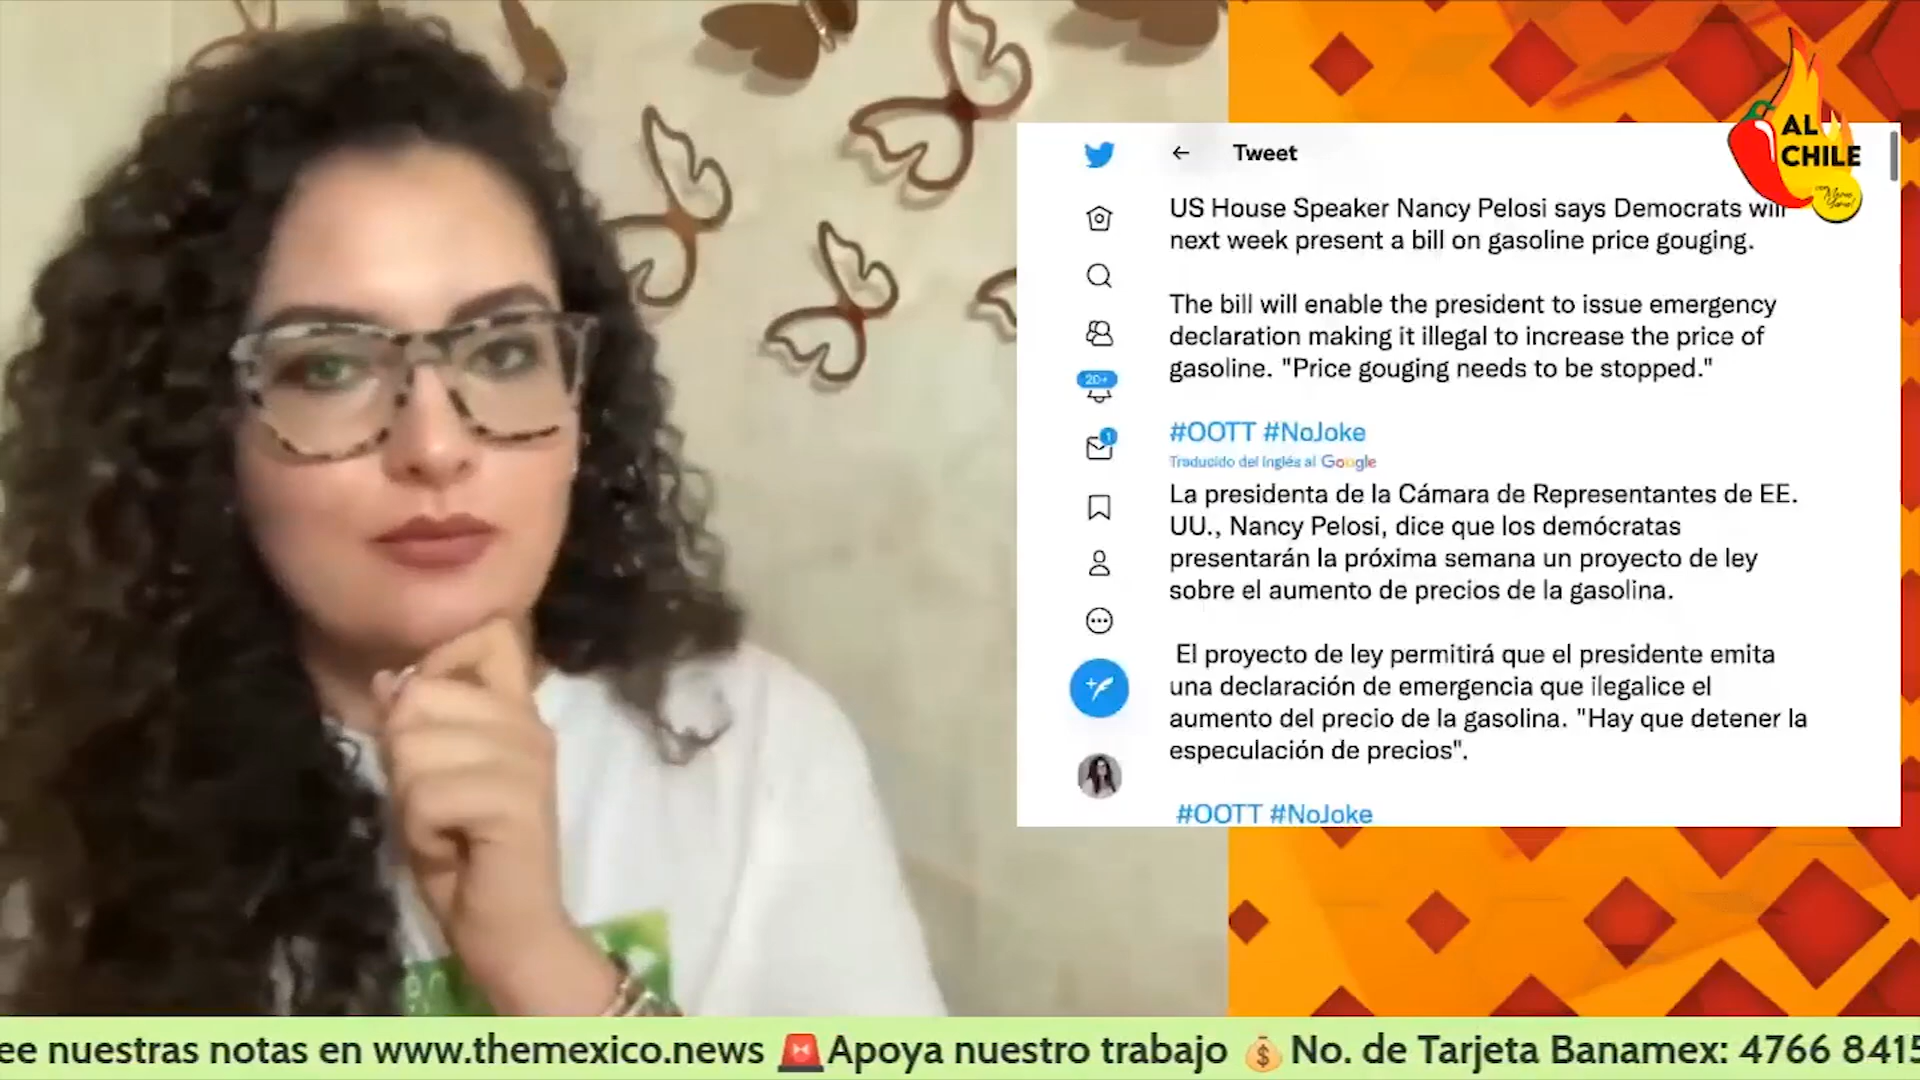 AL
CHILE
Tweet
US House Speaker Nancy Pelosi says Democrats will
next week present a bill on gasoline price gouging.
The bill will enable the president to issue emergency
declaration making it illegal to increase the price of
gasoline. "Price gouging needs to be stopped."
#OOTT #NoJoke
Traducido del inglés al Google
La presidenta de la Cámara de Representantes de EE.
UU., Nancy Pelosi, dice que los demócratas
presentarán la próxima semana un proyecto de ley
sobre el aumento de precios de la gasolina.
El proyecto de ley permitirá que el presidente emita
una declaración de emergencia que ilegalice el
aumento del precio de la gasolina. "Hay que detener la
especulación de precios".
#OOTT #NoJoke
20+
1
ee nuestras notas en www.themexico.news 🚨Apoya nuestro trabajo 💰No. de Tarjeta Banamex: 4766 8415